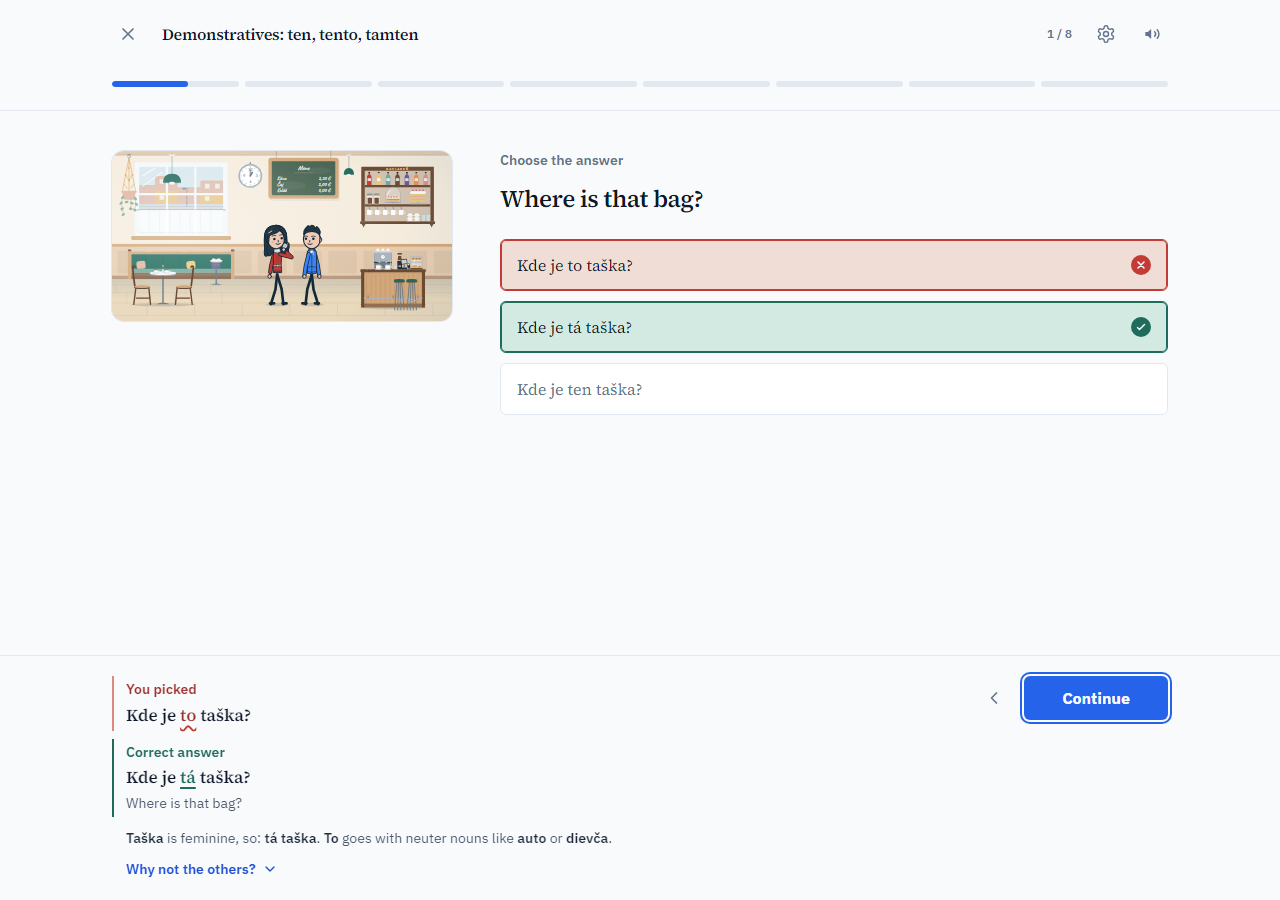 Demonstratives: ten, tento, tamten
1 / 8
Menu
Choose the answer
Where is that bag?
Kde je to taška?
Kde je tá taška?
Kde je ten taška?
You picked
Kde je to taška?
Correct answer
Kde je tá taška?
Where is that bag?
Taška is feminine, so: tá taška. To goes with neuter nouns like auto or dievča.
Why not the others?
Continue